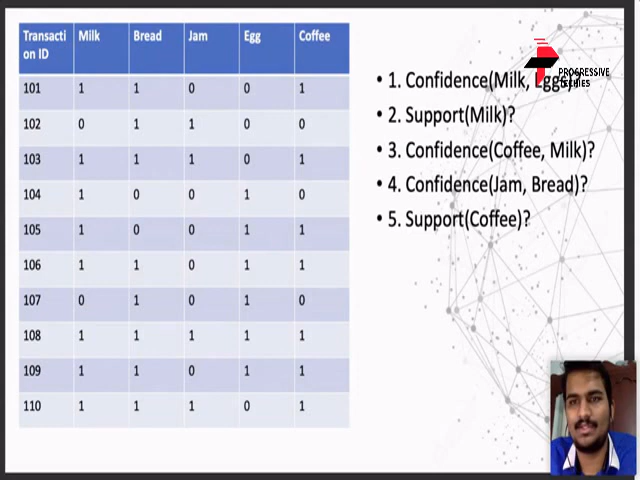 Transacti on ID Milk Bread Jam Egg Coffee
101 1 1 0 0 1
102 0 1 1 0 0
103 1 1 1 0 1
104 1 0 0 1 0
105 1 0 0 1 1
106 1 1 0 1 1
107 0 1 0 1 0
108 1 1 1 1 1
109 1 1 0 1 1
110 1 1 1 0 1
• 1. Confidence(Milk, Eggs)?
• 2. Support(Milk)?
• 3. Confidence(Coffee, Milk)?
• 4. Confidence(Jam, Bread)?
• 5. Support(Coffee)?
PROGRESSIVE
TECHIES